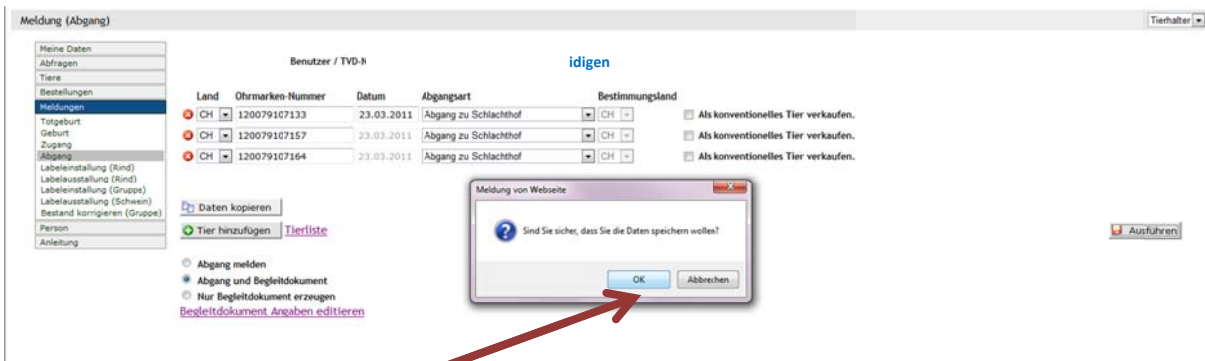 Meldung (Abgang)
Tierhalter
Meine Daten
Abfragen
Tiere
Bestellungen
Meldungen
Totgeburt
Geburt
Zugang
Abgang
Labeleinstallung (Rind)
Labelausstallung (Rind)
Labeleinstallung (Gruppe)
Labelausstallung (Schwein)
Bestand korrigieren (Gruppe)
Person
Anleitung
Benutzer / TVD-N
idigen
Land Ohrmarken-Nummer Datum Abgangsart Bestimmungsland
CH 120079107133 23.03.2011 Abgang zu Schlachthof CH Als konventionelles Tier verkaufen.
CH 120079107157 23.03.2011 Abgang zu Schlachthof CH Als konventionelles Tier verkaufen.
CH 120079107164 23.03.2011 Abgang zu Schlachthof CH Als konventionelles Tier verkaufen.
Daten kopieren
Tier hinzufügen Tierliste
Abgang melden
Abgang und Begleitdokument
Nur Begleitdokument erzeugen
Begleitdokument Angaben editieren
Meldung von Webseite
Sind Sie sicher, dass Sie die Daten speichern wollen?
OK Abbrechen
Ausführen